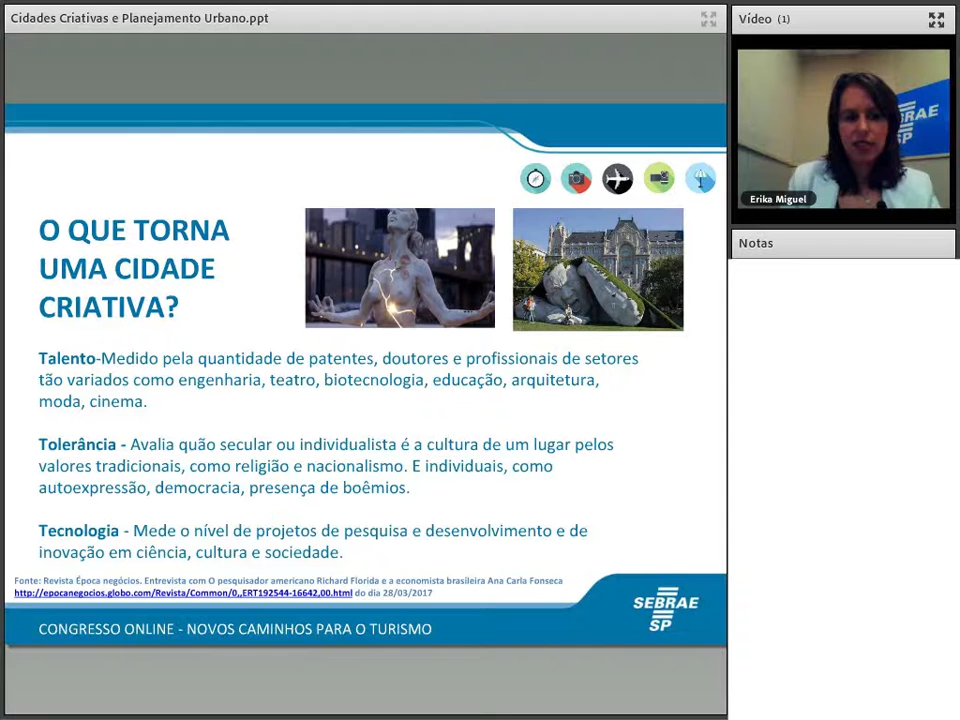 Cidades Criativas e Planejamento Urbano.ppt
Vídeo (1)
SEBRAE
SP
Erika Miguel
Notas
O QUE TORNA
UMA CIDADE
CRIATIVA?
Talento-Medido pela quantidade de patentes, doutores e profissionais de setores
tão variados como engenharia, teatro, biotecnologia, educação, arquitetura,
moda, cinema.
Tolerância - Avalia quão secular ou individualista é a cultura de um lugar pelos
valores tradicionais, como religião e nacionalismo. E individuais, como
autoexpressão, democracia, presença de boêmios.
Tecnologia - Mede o nível de projetos de pesquisa e desenvolvimento e de
inovação em ciência, cultura e sociedade.
Fonte: Revista Época negócios. Entrevista com O pesquisador americano Richard Florida e a economista brasileira Ana Carla Fonseca
http://epocanegocios.globo.com/Revista/Common/0,,ERT192544-16642,00.html do dia 28/03/2017
SEBRAE
SP
CONGRESSO ONLINE - NOVOS CAMINHOS PARA O TURISMO